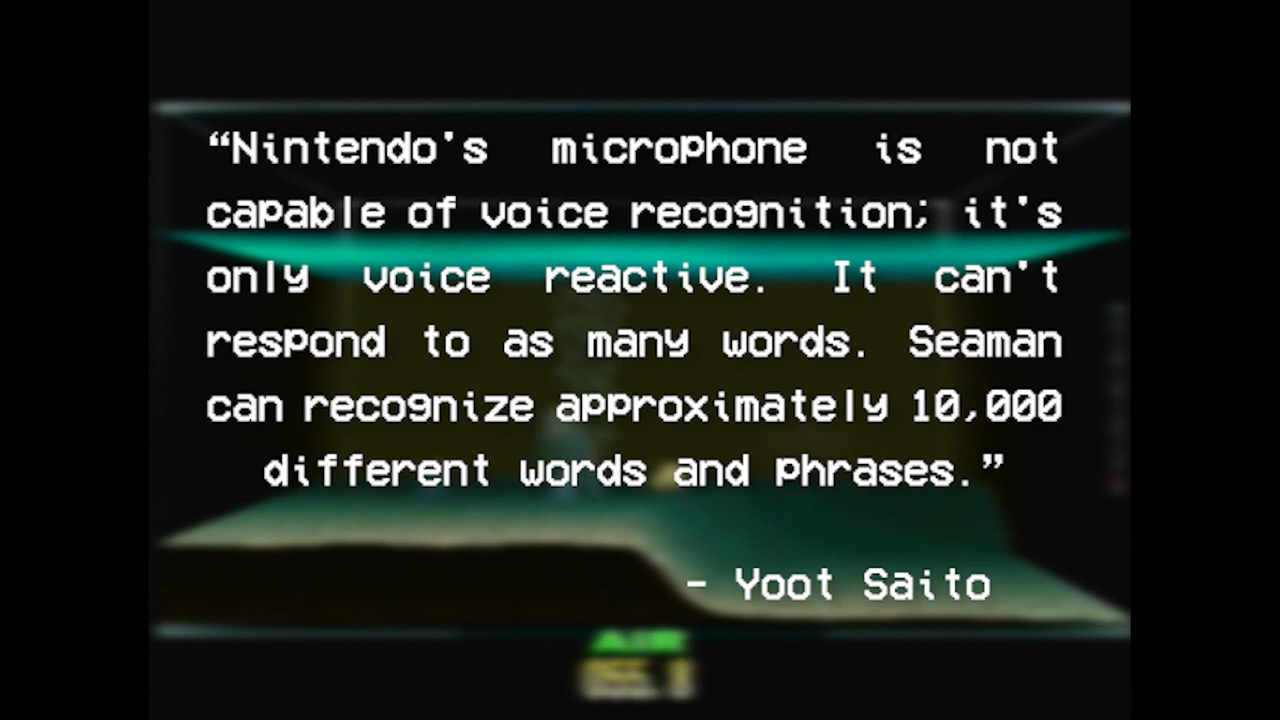 “Nintendo's microphone is not
capable of voice recognition; it's
only voice reactive. It can't
respond to as many words. Seaman
can recognize approximately 10,000
different words and phrases.”
- Yoot Saito
AIR